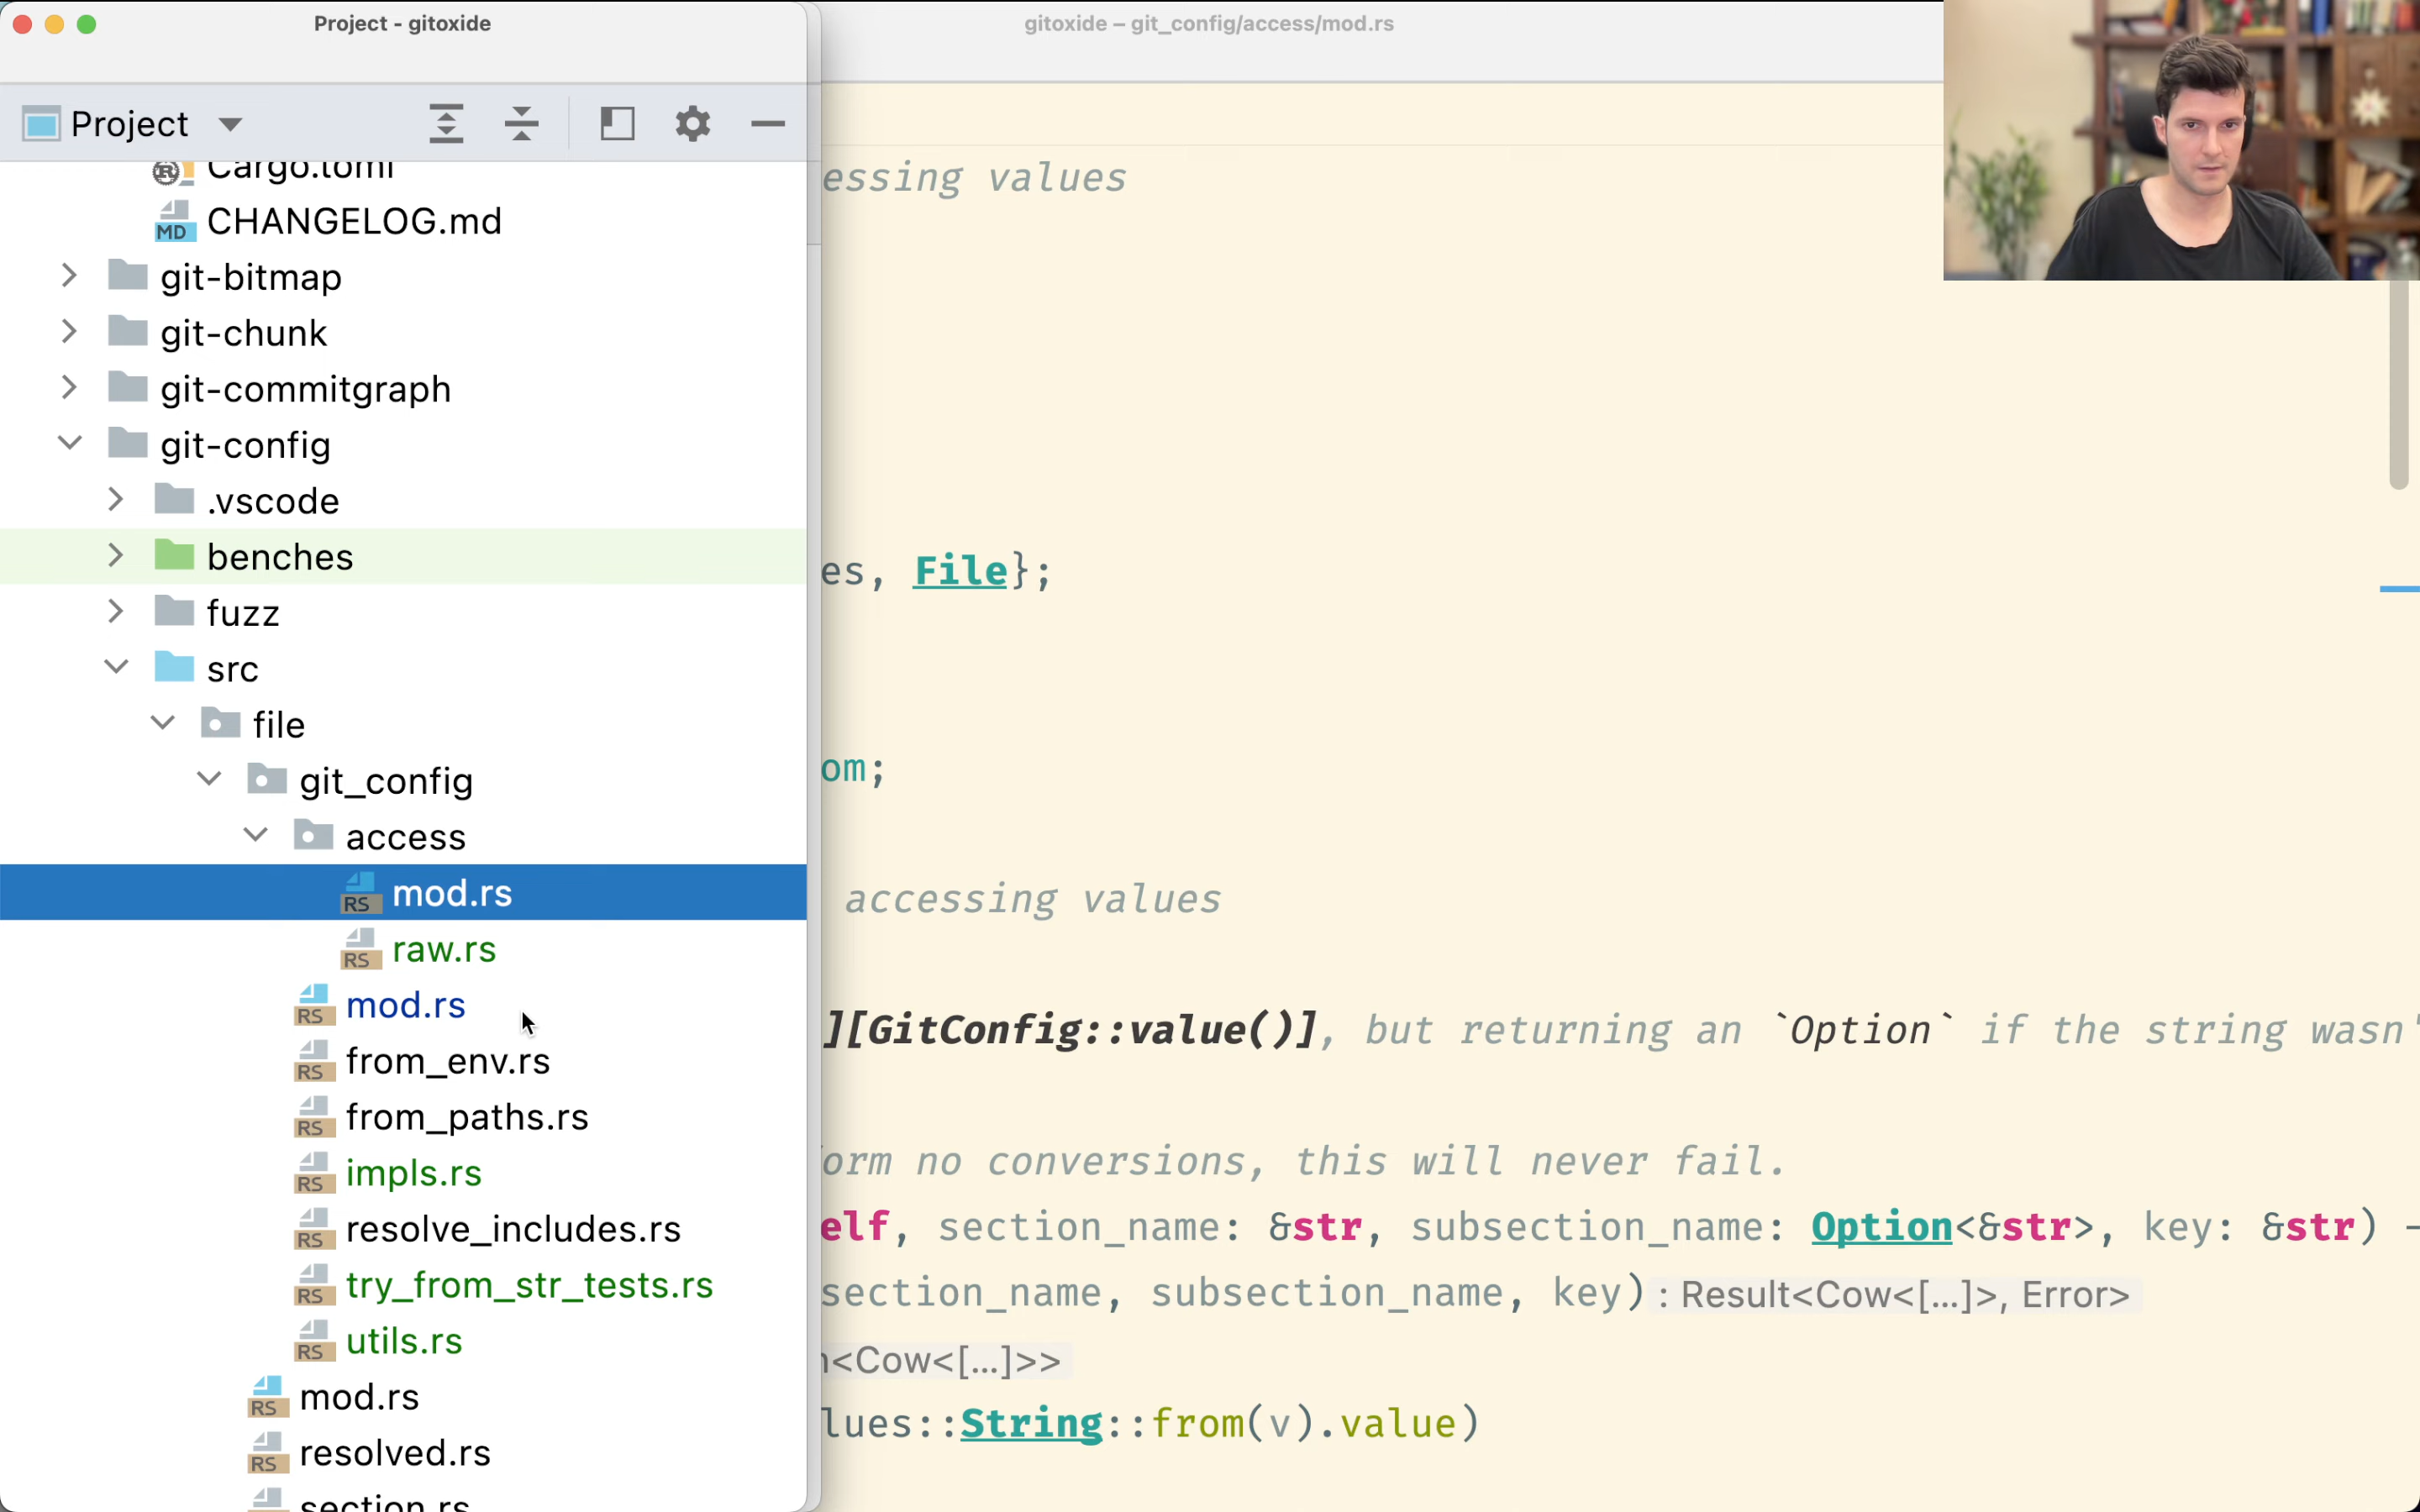 Project - gitoxide
gitoxide – git_config/access/mod.rs
Project
Cargo.toml
CHANGELOG.md
git-bitmap
git-chunk
git-commitgraph
git-config
.vscode
benches
fuzz
src
file
git_config
access
mod.rs
raw.rs
mod.rs
from_env.rs
from_paths.rs
impls.rs
resolve_includes.rs
try_from_str_tests.rs
utils.rs
mod.rs
resolved.rs
section.rs
essing values
es, File};
om;
accessing values
][GitConfig::value()], but returning an `Option` if the string wasn'
orm no conversions, this will never fail.
elf, section_name: &str, subsection_name: Option<&str>, key: &str) -
section_name, subsection_name, key) : Result<Cow<[...]>, Error>
n<Cow<[...]>>
lues::String::from(v).value)